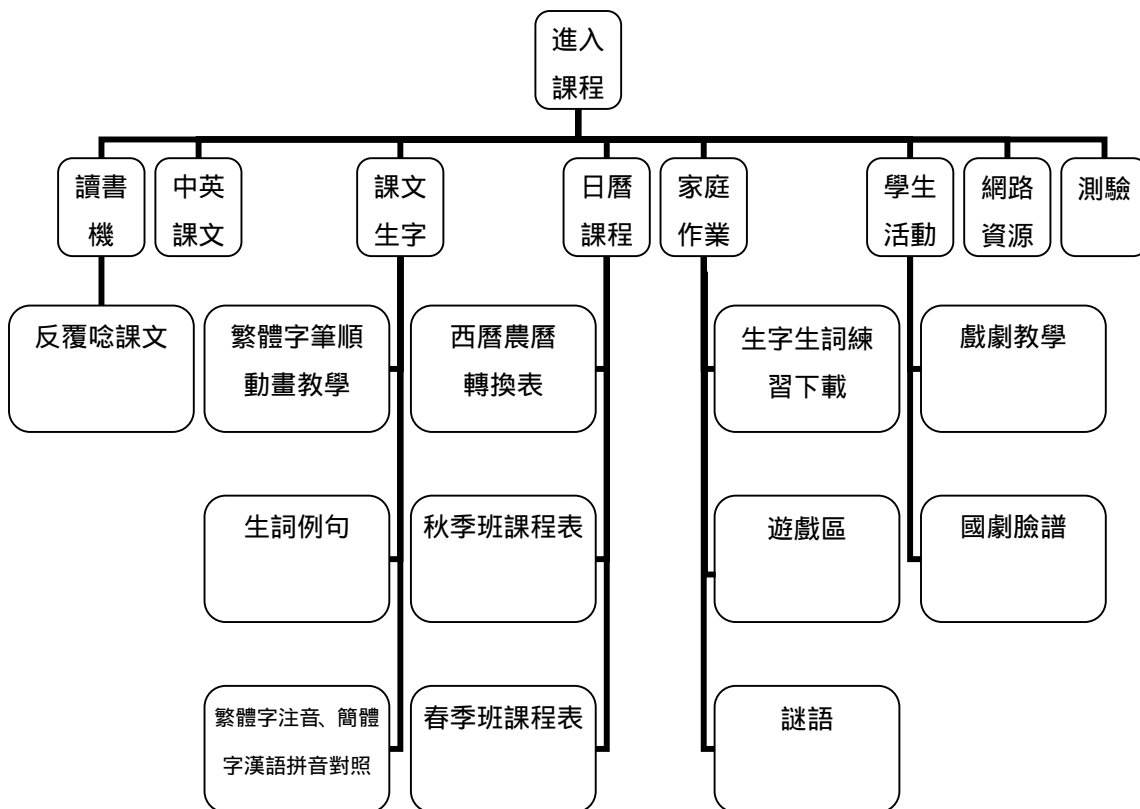 進入
課程
讀書
機
中英
課文
課文
生字
日曆
課程
家庭
作業
學生
活動
網路
資源
測驗
反覆唸課文
繁體字筆順
動畫教學
西曆農曆
轉換表
生字生詞練
習下載
戲劇教學
生詞例句
秋季班課程表
遊戲區
國劇臉譜
繁體字注音、簡體
字漢語拼音對照
春季班課程表
謎語